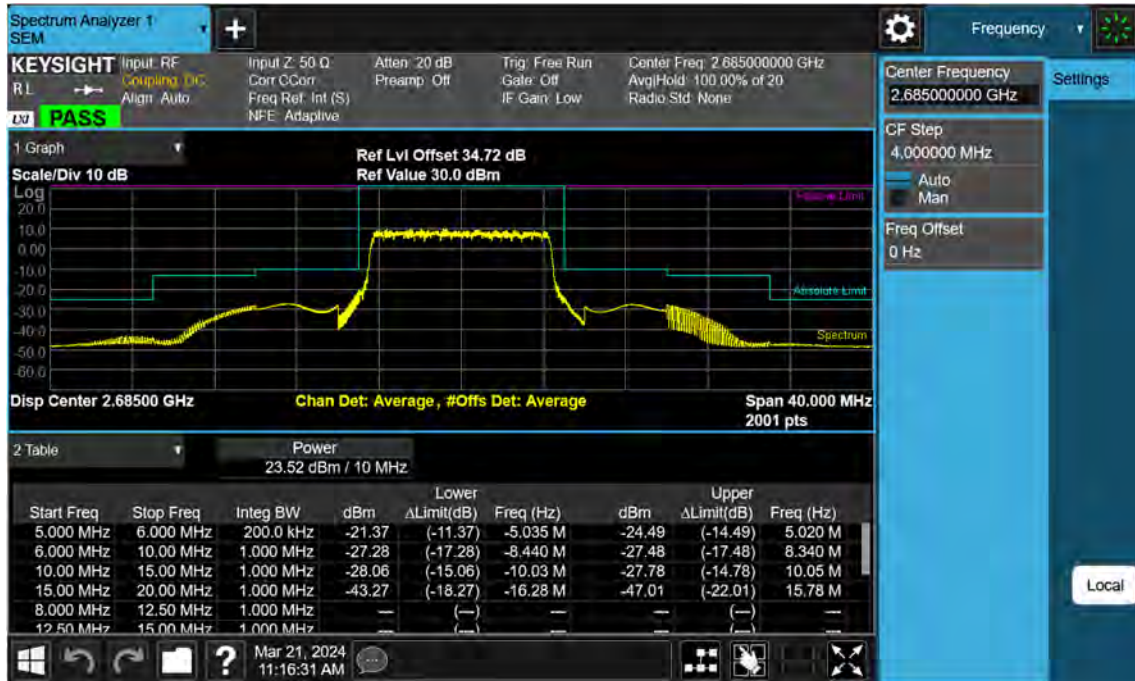 Spectrum Analyzer 1
SEM
+
Frequency
KEYSIGHT
RL
LXI
PASS
Input: RF
Coupling: DC
Align: Auto
Input Z: 50 Ω
Corr CCorr
Freq Ref: Int (S)
NFE: Adaptive
Atten: 20 dB
Preamp: Off
Trig: Free Run
Gate: Off
IF Gain: Low
Center Freq: 2.685000000 GHz
Avg|Hold: 100.00% of 20
Radio Std: None
Center Frequency
2.685000000 GHz
Settings
CF Step
4.000000 MHz
Auto
Man
Freq Offset
0 Hz
1 Graph
Scale/Div 10 dB
Ref Lvl Offset 34.72 dB
Ref Value 30.0 dBm
Log
20.0
10.0
0.00
-10.0
-20.0
-30.0
-40.0
-50.0
-60.0
Relative Limit
Absolute Limit
Spectrum
Disp Center 2.68500 GHz
Chan Det: Average, #Offs Det: Average
Span 40.000 MHz
2001 pts
2 Table
Power
23.52 dBm / 10 MHz
Lower Upper
Start Freq Stop Freq Integ BW dBm ΔLimit(dB) Freq (Hz) dBm ΔLimit(dB) Freq (Hz)
5.000 MHz 6.000 MHz 200.0 kHz -21.37 (-11.37) -5.035 M -24.49 (-14.49) 5.020 M
6.000 MHz 10.00 MHz 1.000 MHz -27.28 (-17.28) -8.440 M -27.48 (-17.48) 8.340 M
10.00 MHz 15.00 MHz 1.000 MHz -28.06 (-15.06) -10.03 M -27.78 (-14.78) 10.05 M
15.00 MHz 20.00 MHz 1.000 MHz -43.27 (-18.27) -16.28 M -47.01 (-22.01) 15.78 M
8.000 MHz 12.50 MHz 1.000 MHz --- (---) --- --- (---) ---
12.50 MHz 15.00 MHz 1.000 MHz --- (---) --- --- (---) ---
Local
?
Mar 21, 2024
11:16:31 AM